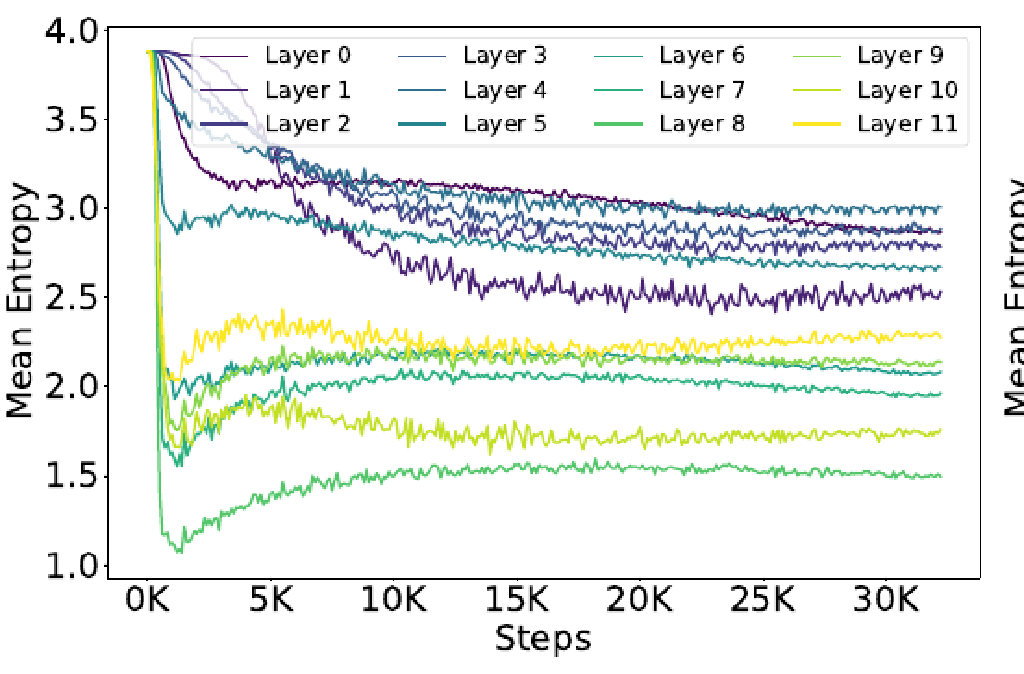 4.0
3.5
3.0
2.5
2.0
1.5
1.0
Mean Entropy
Layer 0 Layer 3 Layer 6 Layer 9
Layer 1 Layer 4 Layer 7 Layer 10
Layer 2 Layer 5 Layer 8 Layer 11
0K 5K 10K 15K 20K 25K 30K
Steps
Mean Entropy